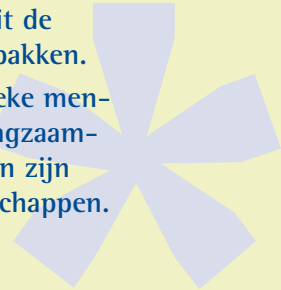 it de
pakken.
eke men-
ngzaam-
n zijn
chappen.